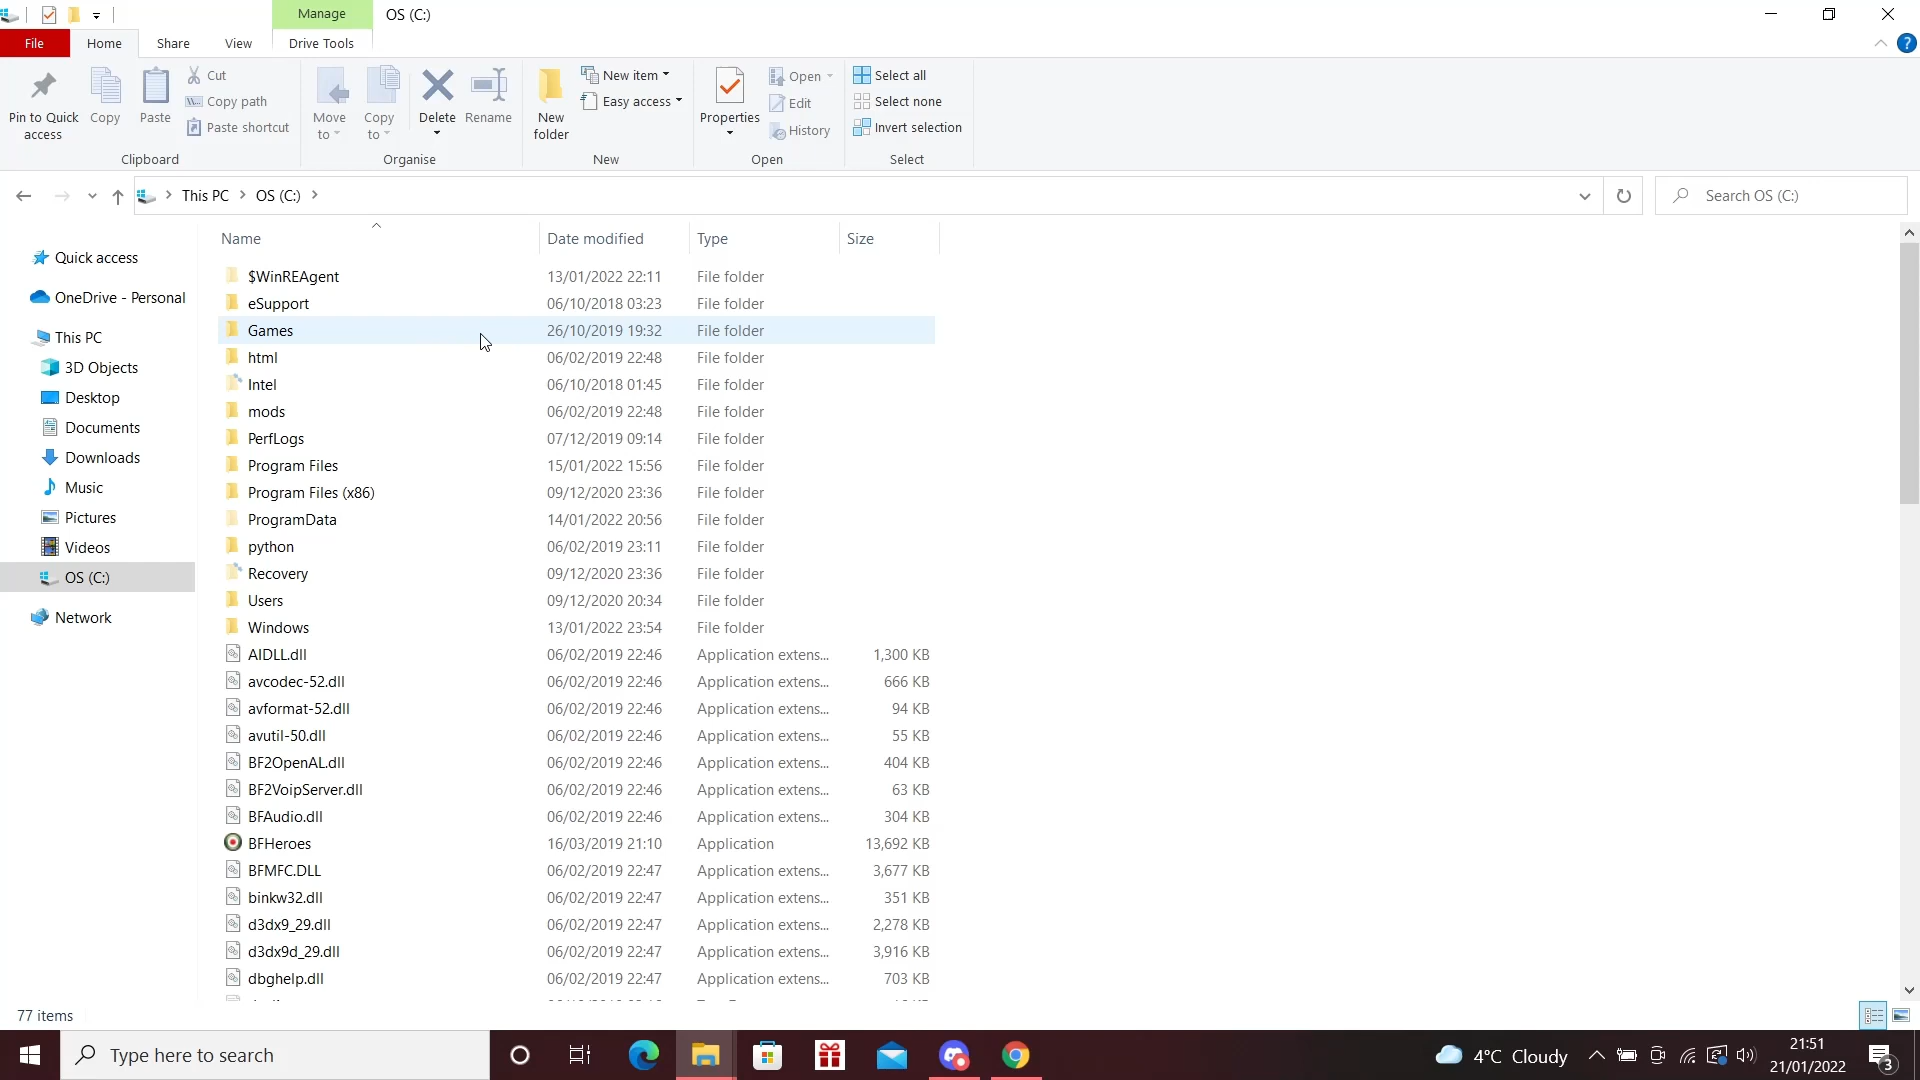 Manage
OS (C:)
File
Home
Share
View
Drive Tools
Pin to Quick access
Copy
Paste
Cut
Copy path
Paste shortcut
Move to
Copy to
Delete
Rename
New folder
New item
Easy access
Properties
Open
Edit
History
Select all
Select none
Invert selection
Clipboard
Organise
New
Open
Select
This PC
OS (C:)
Search OS (C:)
Name Date modified Type Size
Quick access
OneDrive - Personal
This PC
3D Objects
Desktop
Documents
Downloads
Music
Pictures
Videos
OS (C:)
Network
$WinREAgent 13/01/2022 22:11 File folder
eSupport 06/10/2018 03:23 File folder
Games 26/10/2019 19:32 File folder
html 06/02/2019 22:48 File folder
Intel 06/10/2018 01:45 File folder
mods 06/02/2019 22:48 File folder
PerfLogs 07/12/2019 09:14 File folder
Program Files 15/01/2022 15:56 File folder
Program Files (x86) 09/12/2020 23:36 File folder
ProgramData 14/01/2022 20:56 File folder
python 06/02/2019 23:11 File folder
Recovery 09/12/2020 23:36 File folder
Users 09/12/2020 20:34 File folder
Windows 13/01/2022 23:54 File folder
AIDLL.dll 06/02/2019 22:46 Application extens... 1,300 KB
avcodec-52.dll 06/02/2019 22:46 Application extens... 666 KB
avformat-52.dll 06/02/2019 22:46 Application extens... 94 KB
avutil-50.dll 06/02/2019 22:46 Application extens... 55 KB
BF2OpenAL.dll 06/02/2019 22:46 Application extens... 404 KB
BF2VoipServer.dll 06/02/2019 22:46 Application extens... 63 KB
BFAudio.dll 06/02/2019 22:46 Application extens... 304 KB
BFHeroes 16/03/2019 21:10 Application 13,692 KB
BFMFC.DLL 06/02/2019 22:47 Application extens... 3,677 KB
binkw32.dll 06/02/2019 22:47 Application extens... 351 KB
d3dx9_29.dll 06/02/2019 22:47 Application extens... 2,278 KB
d3dx9d_29.dll 06/02/2019 22:47 Application extens... 3,916 KB
dbghelp.dll 06/02/2019 22:47 Application extens... 703 KB
77 items
Type here to search
4°C Cloudy
21:51
21/01/2022
3